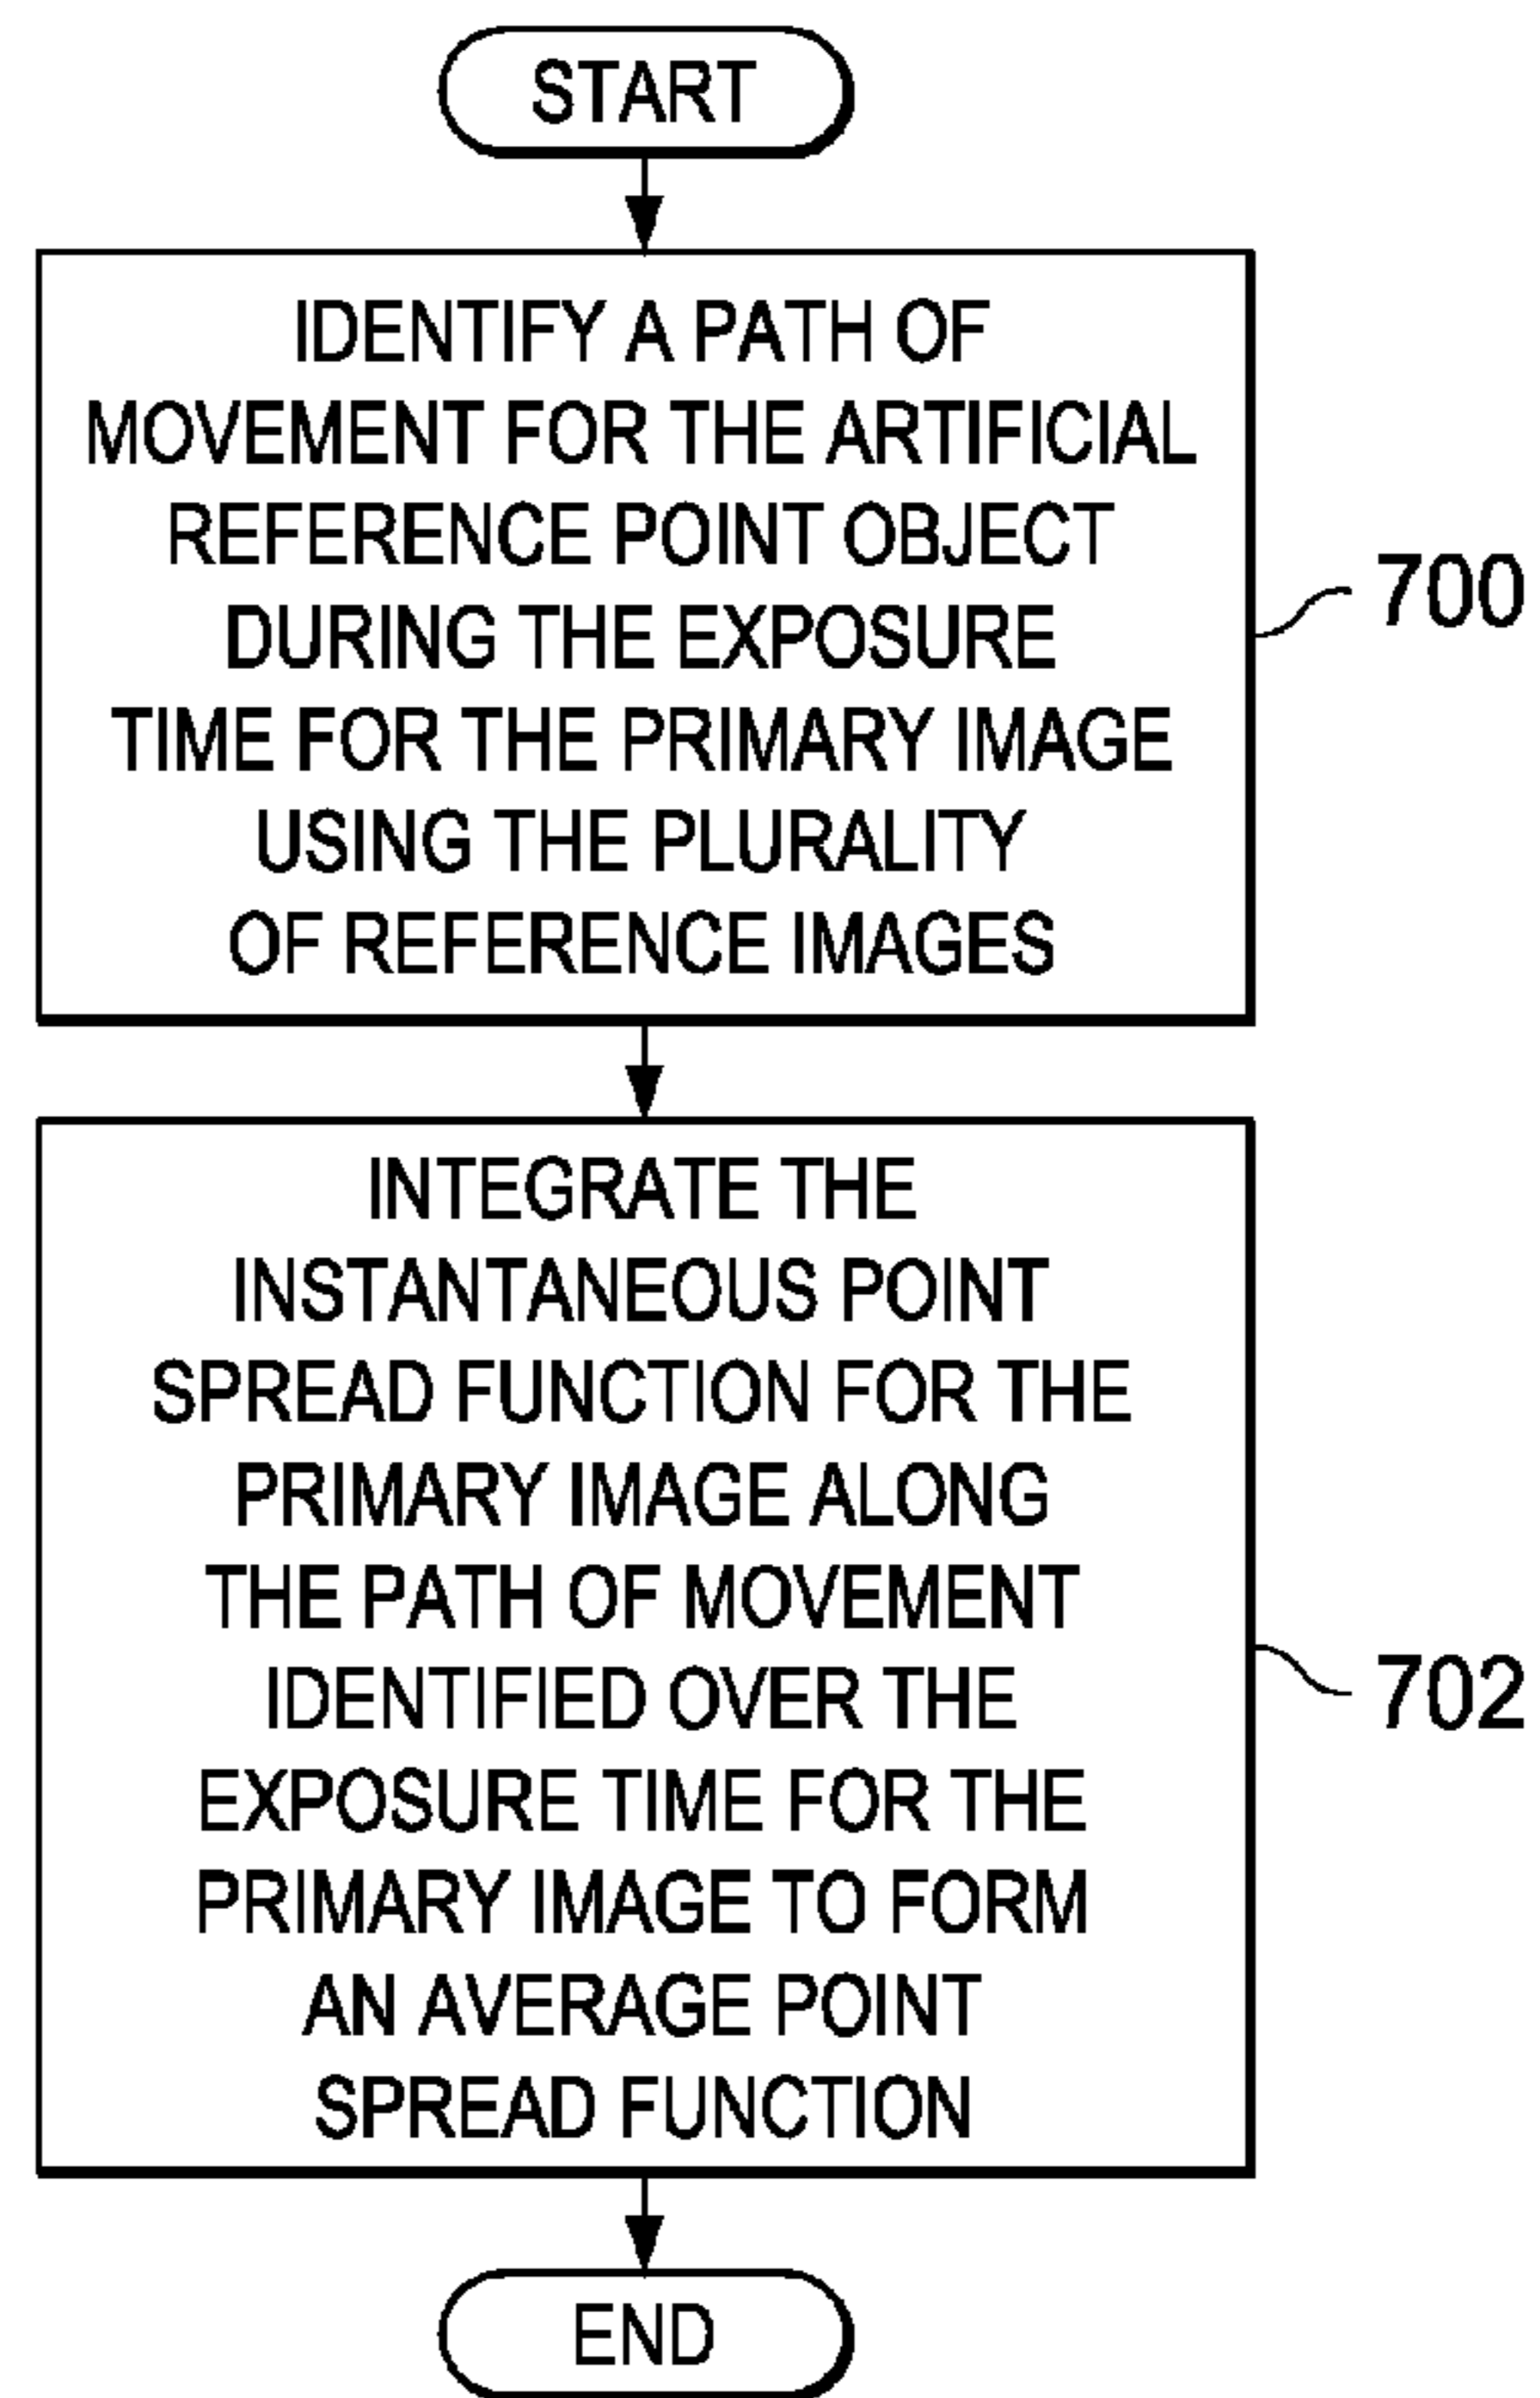 START
IDENTIFY A PATH OF
MOVEMENT FOR THE ARTIFICIAL
REFERENCE POINT OBJECT
DURING THE EXPOSURE
TIME FOR THE PRIMARY IMAGE
USING THE PLURALITY
OF REFERENCE IMAGES
700
INTEGRATE THE
INSTANTANEOUS POINT
SPREAD FUNCTION FOR THE
PRIMARY IMAGE ALONG
THE PATH OF MOVEMENT
IDENTIFIED OVER THE
EXPOSURE TIME FOR THE
PRIMARY IMAGE TO FORM
AN AVERAGE POINT
SPREAD FUNCTION
702
END